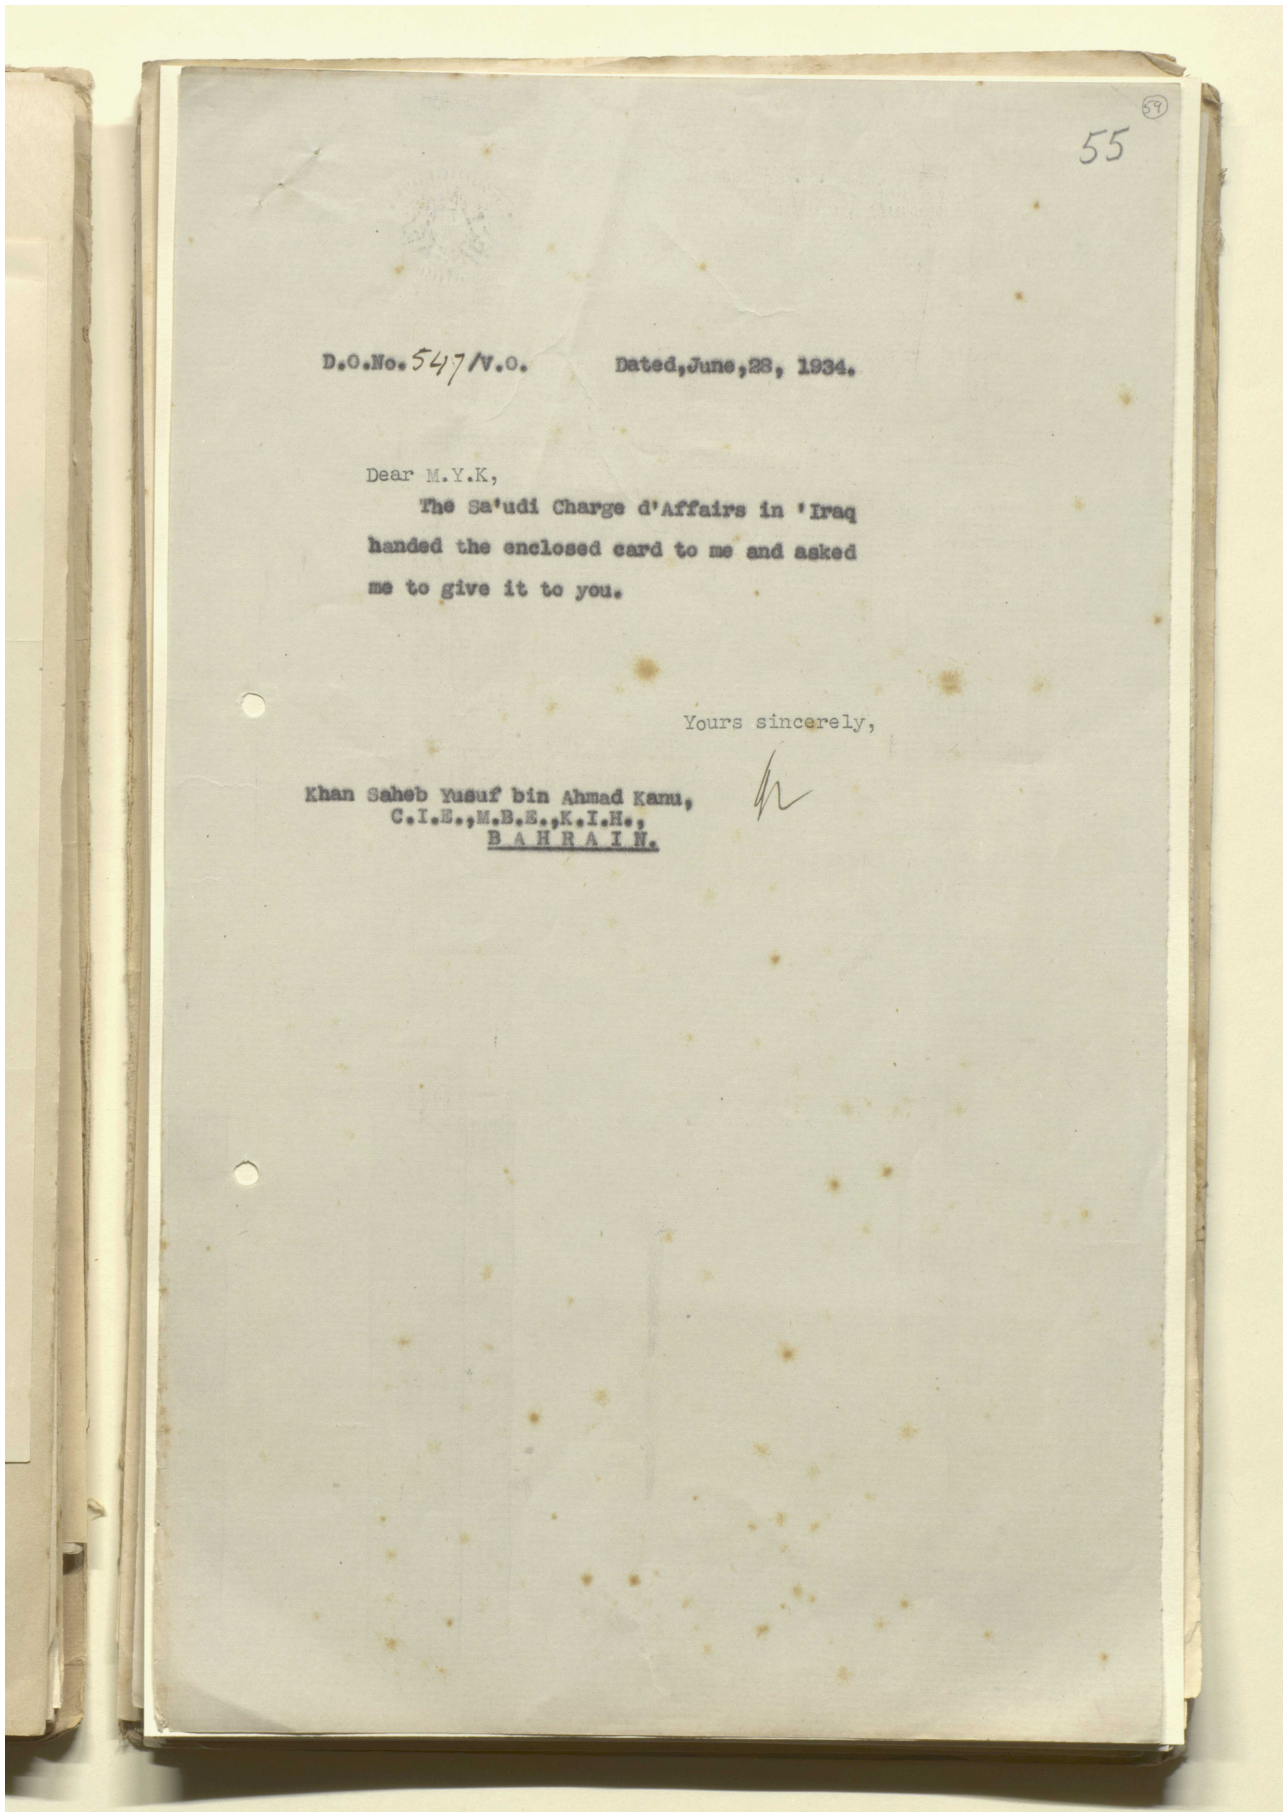 59
55
D.O.No.547/V.O. Dated,June,28, 1934.
Dear M.Y.K,
The Sa'udi Charge d'Affairs in 'Iraq
handed the enclosed card to me and asked
me to give it to you.
Yours sincerely,
Khan Saheb Yusuf bin Ahmad Kanu,
C.I.E.,M.B.E.,K.I.H.,
BAHRAIN.